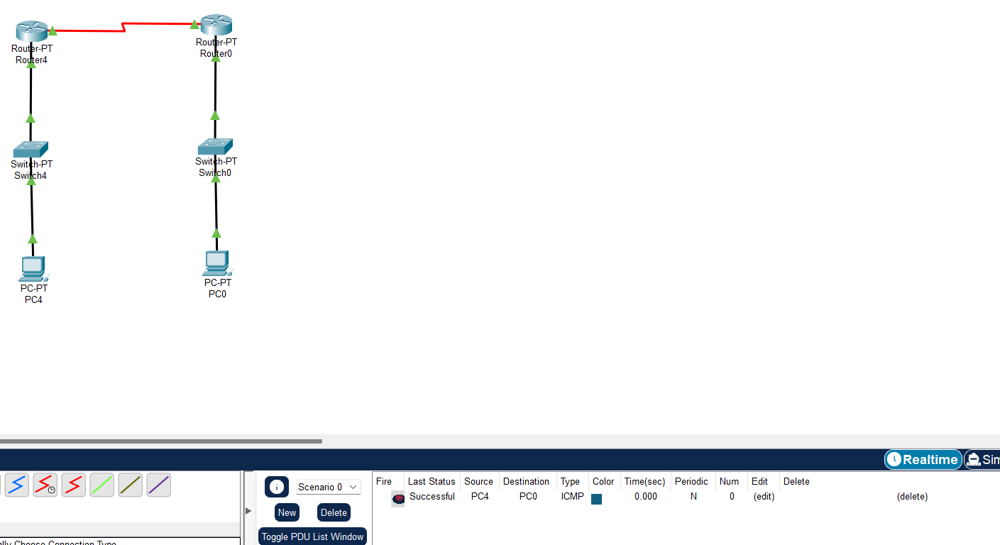 Router-PT
Router4
Router-PT
Router0
Switch-PT
Switch4
Switch-PT
Switch0
PC-PT
PC4
PC-PT
PC0
Realtime
Sim
Scenario 0
New
Delete
Toggle PDU List Window
Fire Last Status Source Destination Type Color Time(sec) Periodic Num Edit Delete
Successful PC4 PC0 ICMP 0.000 N 0 (edit) (delete)
Choose Connection Type